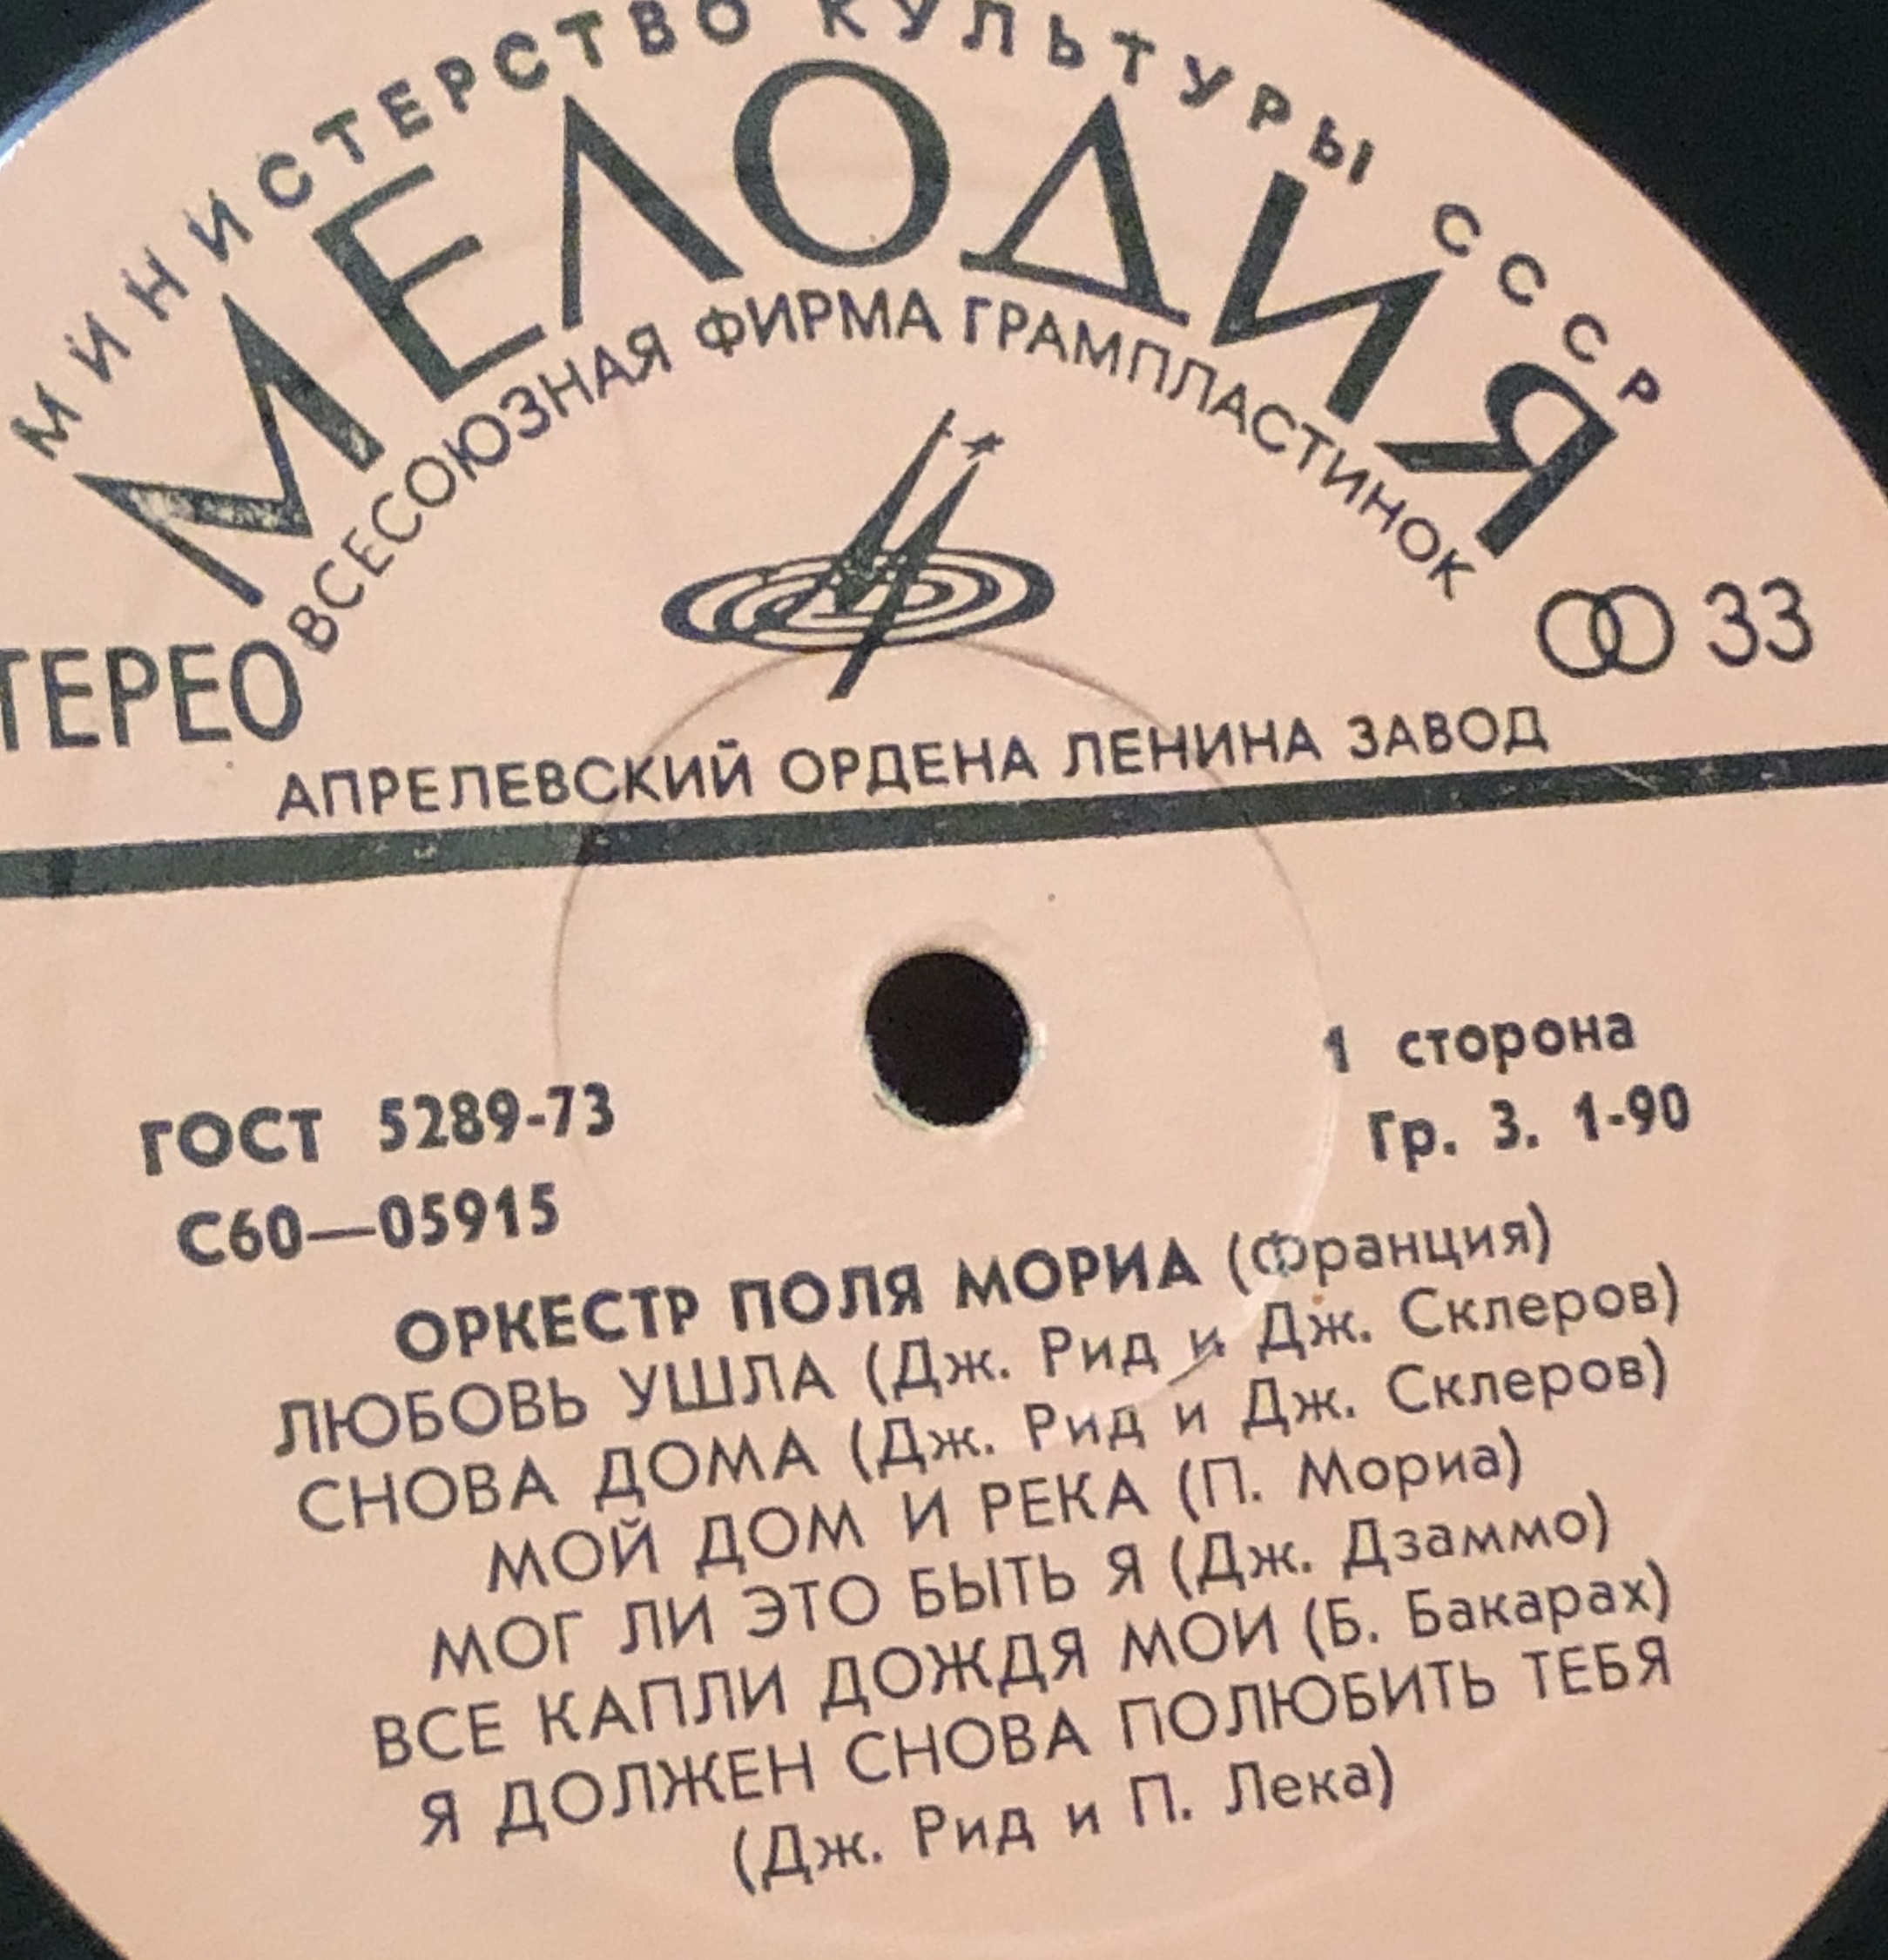 МИНИСТЕРСТВО КУЛЬТУРЫ СССР
МЕЛОДИЯ
ВСЕСОЮЗНАЯ ФИРМА ГРАМПЛАСТИНОК
ТЕРЕО
33
АПРЕЛЕВСКИЙ ОРДЕНА ЛЕНИНА ЗАВОД
1 сторона
ГОСТ 5289-73
Гр. 3. 1-90
С60—05915
ОРКЕСТР ПОЛЯ МОРИА (Франция)
ЛЮБОВЬ УШЛА (Дж. Рид и Дж. Склеров)
СНОВА ДОМА (Дж. Рид и Дж. Склеров)
МОЙ ДОМ И РЕКА (П. Мориа)
МОГ ЛИ ЭТО БЫТЬ Я (Дж. Дзаммо)
ВСЕ КАПЛИ ДОЖДЯ МОИ (Б. Бакарах)
Я ДОЛЖЕН СНОВА ПОЛЮБИТЬ ТЕБЯ
(Дж. Рид и П. Лека)